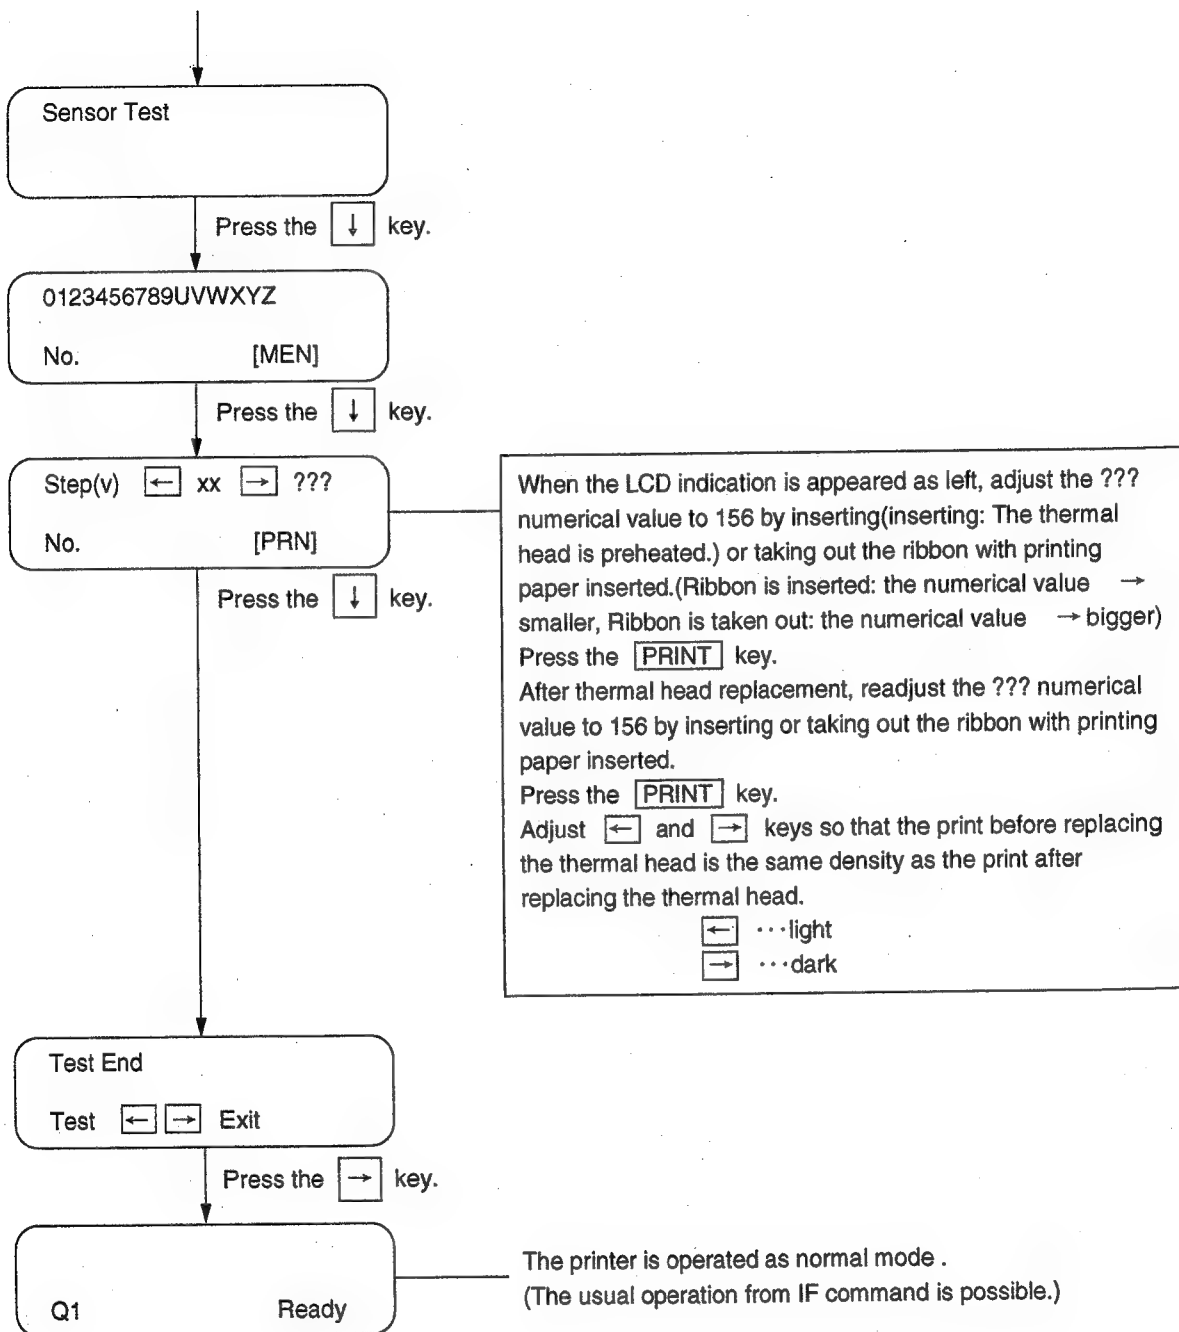 Sensor Test
Press the ↓ key.
0123456789UVWXYZ
No. [MEN]
Press the ↓ key.
Step(v) ← xx → ???
No. [PRN]
Press the ↓ key.
When the LCD indication is appeared as left, adjust the ???
numerical value to 156 by inserting(inserting: The thermal
head is preheated.) or taking out the ribbon with printing
paper inserted.(Ribbon is inserted: the numerical value →
smaller, Ribbon is taken out: the numerical value → bigger)
Press the PRINT key.
After thermal head replacement, readjust the ??? numerical
value to 156 by inserting or taking out the ribbon with printing
paper inserted.
Press the PRINT key.
Adjust ← and → keys so that the print before replacing
the thermal head is the same density as the print after
replacing the thermal head.
← ···light
→ ···dark
Test End
Test ← → Exit
Press the → key.
Q1 Ready
The printer is operated as normal mode .
(The usual operation from IF command is possible.)